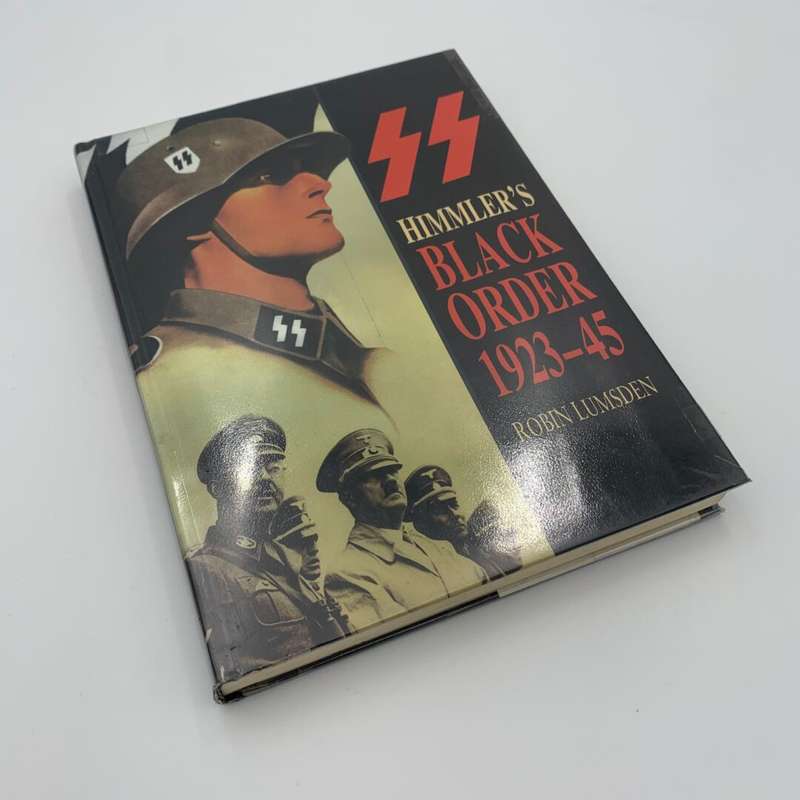 SS
HIMMLER'S
BLACK
ORDER
1923–45
ROBIN LUMSDEN